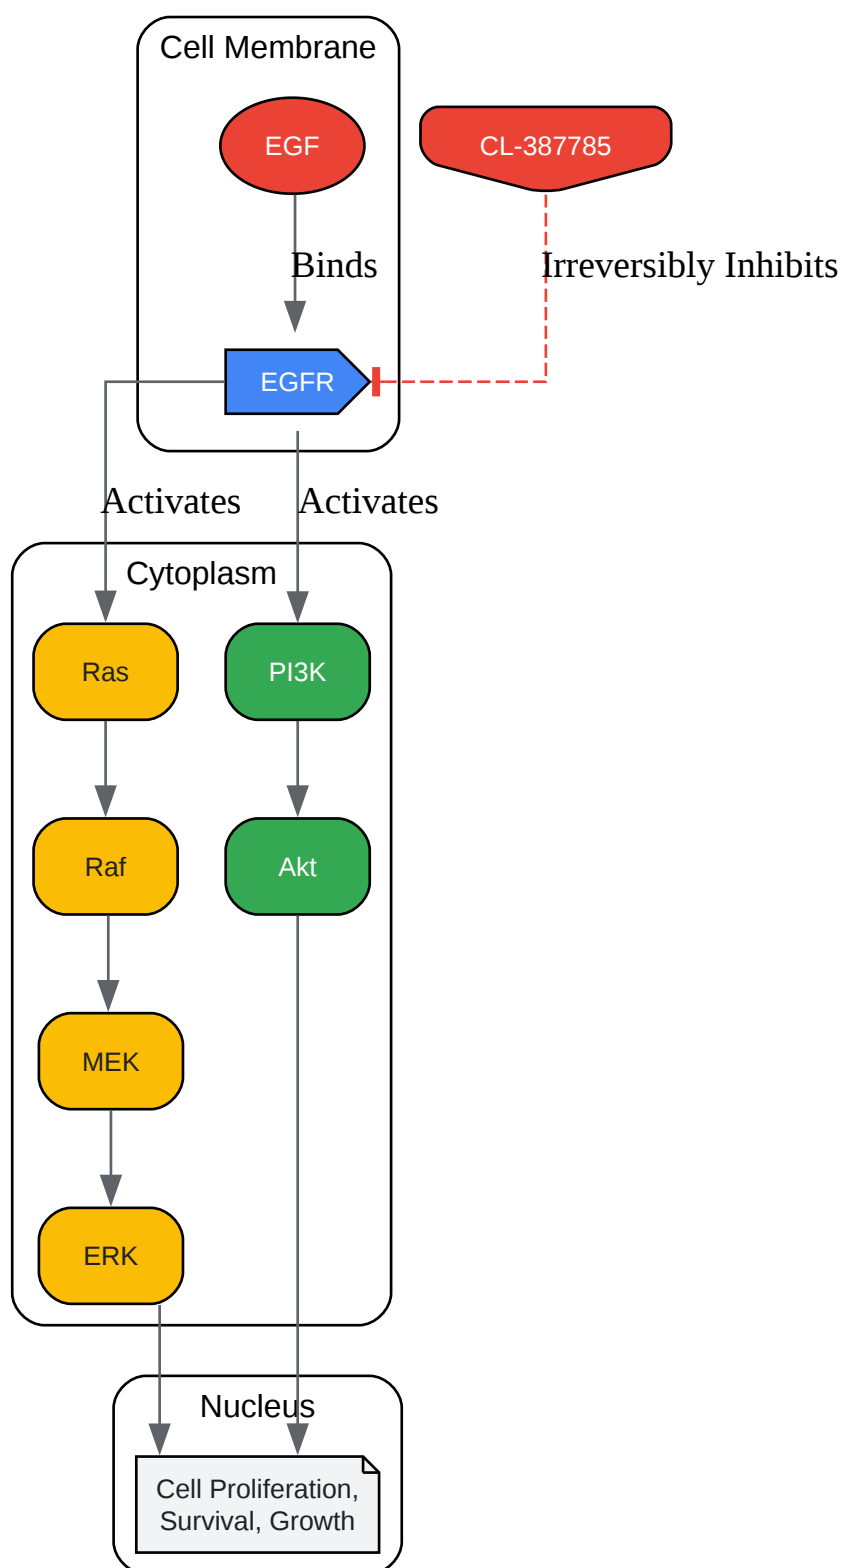 Cell Membrane
EGF
CL-387785
Binds
Irreversibly Inhibits
EGFR
Activates
Activates
Cytoplasm
Ras
PI3K
Raf
Akt
MEK
ERK
Nucleus
Cell Proliferation,
Survival, Growth